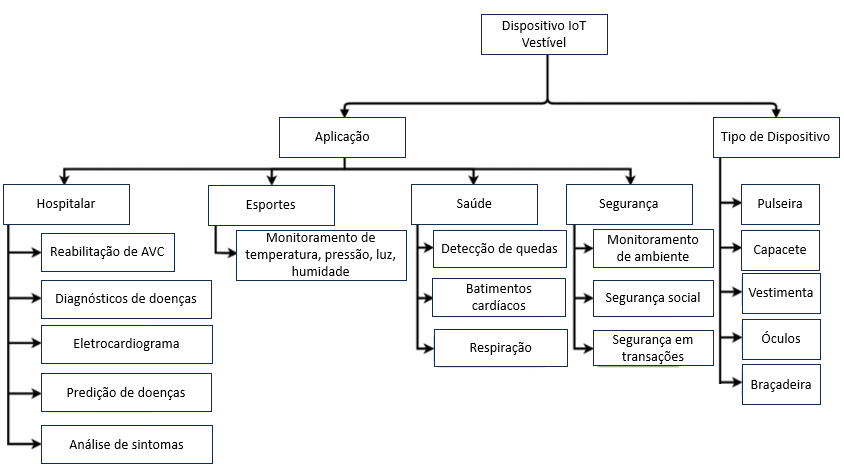 Dispositivo IoT
Vestível
Aplicação
Tipo de Dispositivo
Hospitalar
Esportes
Saúde
Segurança
Reabilitação de AVC
Diagnósticos de doenças
Eletrocardiograma
Predição de doenças
Análise de sintomas
Monitoramento de
temperatura, pressão, luz,
humidade
Detecção de quedas
Batimentos
cardíacos
Respiração
Monitoramento
de ambiente
Segurança social
Segurança em
transações
Pulseira
Capacete
Vestimenta
Óculos
Braçadeira